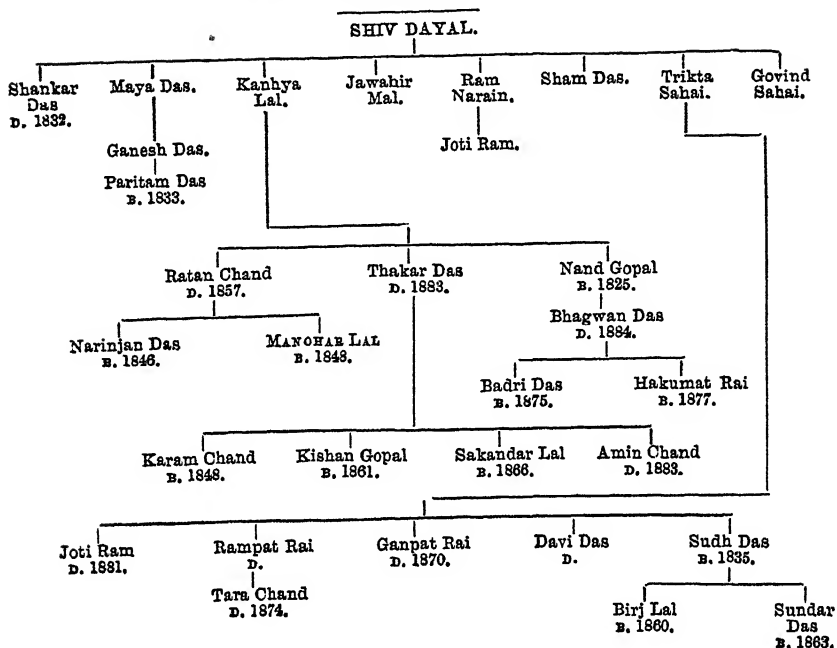 SHIV DAYAL.
Shankar Das D. 1832.
Maya Das.
Kanhya Lal.
Jawahir Mal.
Ram Narain.
Sham Das.
Trikta Sahai.
Govind Sahai.
Ganesh Das.
Joti Ram.
Paritam Das
B. 1833.
Ratan Chand
D. 1857.
Thakar Das
D. 1883.
Nand Gopal
B. 1825.
Bhagwan Das
D. 1884.
Narinjan Das
B. 1846.
MANOHAR LAL
B. 1848.
Badri Das
B. 1875.
Hakumat Rai
B. 1877.
Karam Chand
B. 1848.
Kishan Gopal
B. 1861.
Sakandar Lal
B. 1866.
Amin Chand
D. 1883.
Joti Ram
D. 1881.
Rampat Rai
D.
Ganpat Rai
D. 1870.
Davi Das
D.
Sudh Das
B. 1835.
Tara Chand
D. 1874.
Birj Lal
B. 1860.
Sundar
Das
B. 1863.